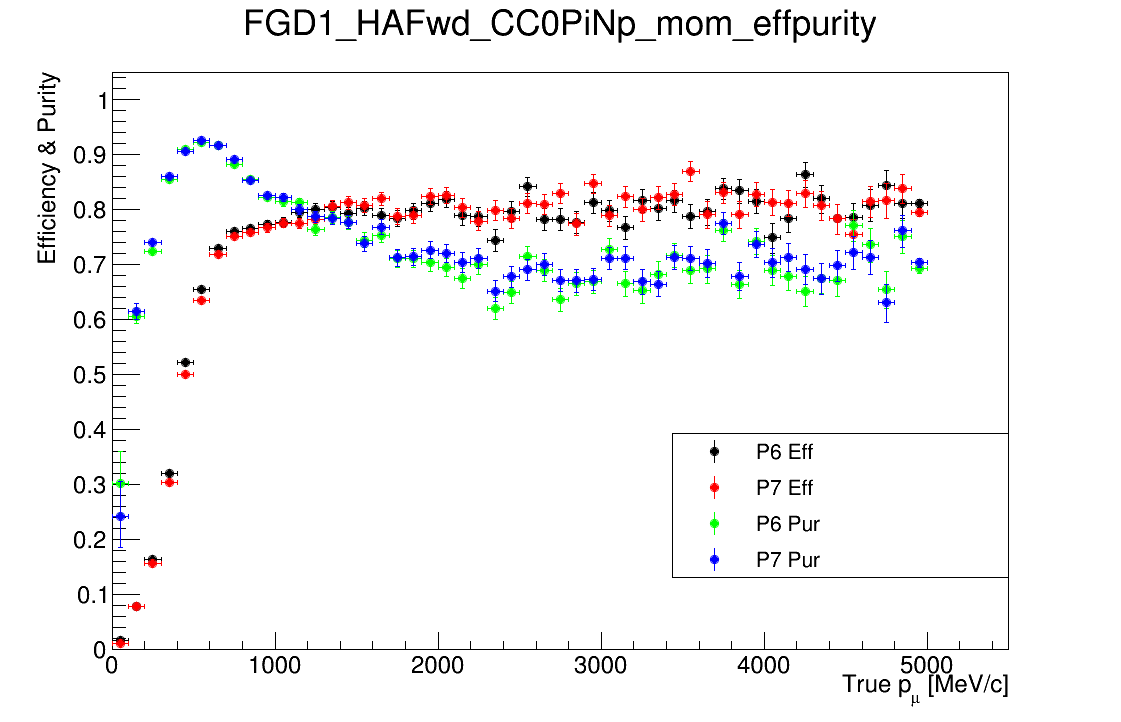 FGD1_HAFwd_CC0PiNp_mom_effpurity
Efficiency & Purity
1
0.9
0.8
0.7
0.6
0.5
0.4
0.3
0.2
0.1
0
P6 Eff
P7 Eff
P6 Pur
P7 Pur
0 1000 2000 3000 4000 5000
True pμ [MeV/c]